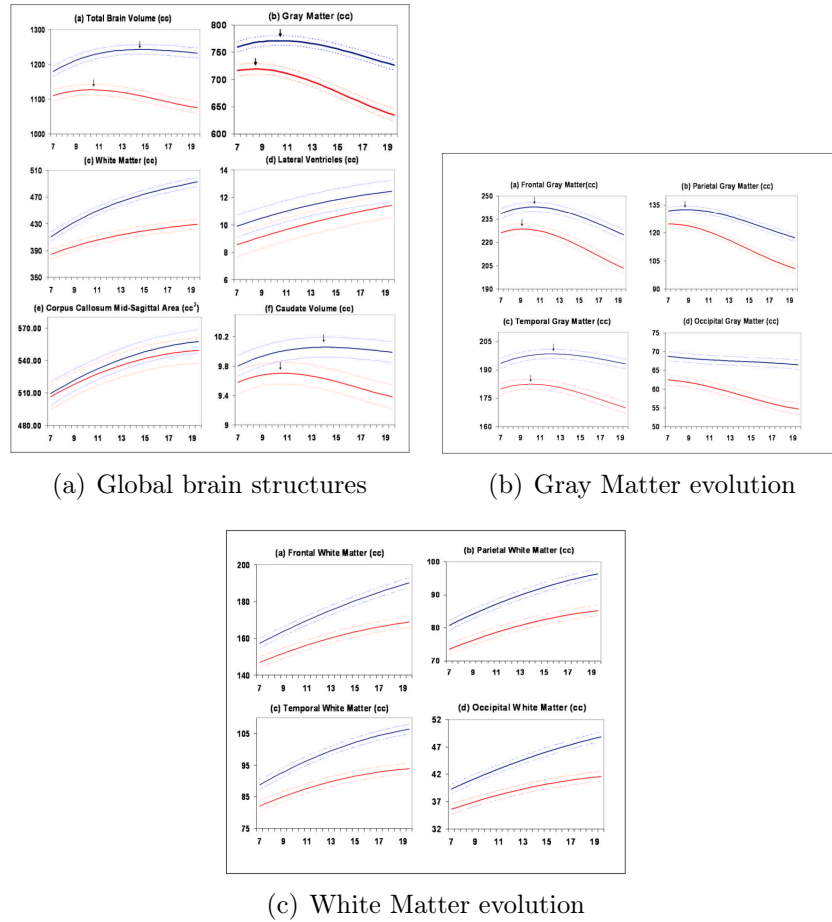 (a) Total Brain Volume (cc)
1300
1200
1100
1000
7 9 11 13 15 17 19
(b) Gray Matter (cc)
800
750
700
650
600
7 9 11 13 15 17 19
(c) White Matter (cc)
510
470
430
390
350
7 9 11 13 15 17 19
(d) Lateral Ventricles (cc)
14
12
10
8
6
7 9 11 13 15 17 19
(e) Corpus Callosum Mid-Sagittal Area (cc²)
570.00
540.00
510.00
480.00
7 9 11 13 15 17 19
(f) Caudate Volume (cc)
10.2
9.8
9.4
9
7 9 11 13 15 17 19
(a) Global brain structures
(a) Frontal Gray Matter(cc)
250
235
220
205
190
7 9 11 13 15 17 19
(b) Parietal Gray Matter (cc)
135
120
105
90
7 9 11 13 15 17 19
(c) Temporal Gray Matter (cc)
205
190
175
160
7 9 11 13 15 17 19
(d) Occipital Gray Matter (cc)
75
70
65
60
55
50
7 9 11 13 15 17 19
(b) Gray Matter evolution
(a) Frontal White Matter (cc)
200
180
160
140
7 9 11 13 15 17 19
(b) Parietal White Matter (cc)
100
90
80
70
7 9 11 13 15 17 19
(c) Temporal White Matter (cc)
105
95
85
75
7 9 11 13 15 17 19
(d) Occipital White Matter (cc)
52
47
42
37
32
7 9 11 13 15 17 19
(c) White Matter evolution